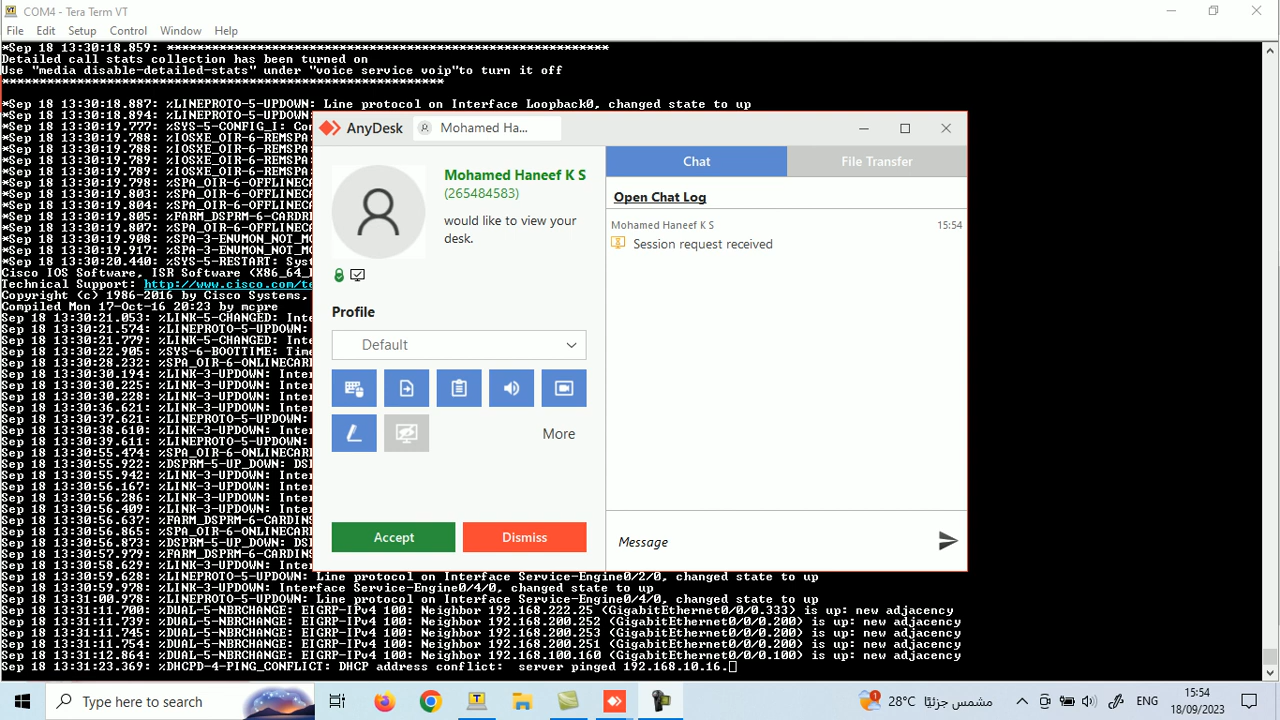 COM4 - Tera Term VT
File Edit Setup Control Window Help
*Sep 18 13:30:18.859: ***********************************************************
Detailed call stats collection has been turned on
Use "media disable-detailed-stats" under "voice service voip"to turn it off
***********************************************************
*Sep 18 13:30:18.887: %LINEPROTO-5-UPDOWN: Line protocol on Interface Loopback0, changed state to up
*Sep 18 13:30:18.894: %LINEPROTO-5-UPDOWN:
*Sep 18 13:30:19.777: %SYS-5-CONFIG_I: Co
*Sep 18 13:30:19.788: %IOSXE_OIR-6-REMSPA:
*Sep 18 13:30:19.788: %IOSXE_OIR-6-REMSPA:
*Sep 18 13:30:19.789: %IOSXE_OIR-6-REMSPA:
*Sep 18 13:30:19.789: %IOSXE_OIR-6-REMSPA:
*Sep 18 13:30:19.798: %SPA_OIR-6-OFFLINECA
*Sep 18 13:30:19.803: %SPA_OIR-6-OFFLINECA
*Sep 18 13:30:19.804: %SPA_OIR-6-OFFLINECA
*Sep 18 13:30:19.805: %FARM_DSPRM-6-CARDR
*Sep 18 13:30:19.807: %SPA_OIR-6-OFFLINECA
*Sep 18 13:30:19.908: %SPA-3-ENUMON_NOT_M
*Sep 18 13:30:19.917: %SPA-3-ENUMON_NOT_M
*Sep 18 13:30:20.440: %SYS-5-RESTART: Syst
Cisco IOS Software, ISR Software (X86_64_
Technical Support: http://www.cisco.com/te
Copyright (c) 1986-2016 by Cisco Systems,
Compiled Mon 17-Oct-16 20:23 by mcpre
Sep 18 13:30:21.053: %LINK-5-CHANGED: Inte
Sep 18 13:30:21.574: %LINEPROTO-5-UPDOWN:
Sep 18 13:30:21.779: %LINK-5-CHANGED: Inte
Sep 18 13:30:22.905: %SYS-6-BOOTTIME: Time
Sep 18 13:30:28.232: %SPA_OIR-6-ONLINECARD
Sep 18 13:30:30.194: %LINK-3-UPDOWN: Inter
Sep 18 13:30:30.225: %LINK-3-UPDOWN: Inter
Sep 18 13:30:30.228: %LINK-3-UPDOWN: Inter
Sep 18 13:30:36.621: %LINK-3-UPDOWN: Inter
Sep 18 13:30:37.621: %LINEPROTO-5-UPDOWN:
Sep 18 13:30:38.610: %LINK-3-UPDOWN: Inter
Sep 18 13:30:39.611: %LINEPROTO-5-UPDOWN:
Sep 18 13:30:55.474: %SPA_OIR-6-ONLINECARD
Sep 18 13:30:55.922: %DSPRM-5-UP_DOWN: DS
Sep 18 13:30:55.942: %LINK-3-UPDOWN: Inter
Sep 18 13:30:56.167: %LINK-3-UPDOWN: Inter
Sep 18 13:30:56.286: %LINK-3-UPDOWN: Inter
Sep 18 13:30:56.409: %LINK-3-UPDOWN: Inter
Sep 18 13:30:56.637: %FARM_DSPRM-6-CARDINS
Sep 18 13:30:56.865: %SPA_OIR-6-ONLINECARD
Sep 18 13:30:56.873: %DSPRM-5-UP_DOWN: DS
Sep 18 13:30:57.979: %FARM_DSPRM-6-CARDINS
Sep 18 13:30:58.629: %LINK-3-UPDOWN: Inter
Sep 18 13:30:59.628: %LINEPROTO-5-UPDOWN: Line protocol on Interface Service-Engine0/2/0, changed state to up
Sep 18 13:30:59.978: %LINK-3-UPDOWN: Interface Service-Engine0/4/0, changed state to up
Sep 18 13:31:00.978: %LINEPROTO-5-UPDOWN: Line protocol on Interface Service-Engine0/4/0, changed state to up
Sep 18 13:31:11.700: %DUAL-5-NBRCHANGE: EIGRP-IPv4 100: Neighbor 192.168.222.25 (GigabitEthernet0/0/0.333) is up: new adjacency
Sep 18 13:31:11.739: %DUAL-5-NBRCHANGE: EIGRP-IPv4 100: Neighbor 192.168.200.252 (GigabitEthernet0/0/0.200) is up: new adjacency
Sep 18 13:31:11.745: %DUAL-5-NBRCHANGE: EIGRP-IPv4 100: Neighbor 192.168.200.253 (GigabitEthernet0/0/0.200) is up: new adjacency
Sep 18 13:31:11.754: %DUAL-5-NBRCHANGE: EIGRP-IPv4 100: Neighbor 192.168.200.251 (GigabitEthernet0/0/0.200) is up: new adjacency
Sep 18 13:31:12.864: %DUAL-5-NBRCHANGE: EIGRP-IPv4 100: Neighbor 192.168.100.160 (GigabitEthernet0/0/0.100) is up: new adjacency
Sep 18 13:31:23.369: %DHCPD-4-PING_CONFLICT: DHCP address conflict: server pinged 192.168.10.16.
AnyDesk Mohamed Ha...
Mohamed Haneef K S
(265484583)
would like to view your
desk.
Profile
Default
More
Accept Dismiss
Chat File Transfer
Open Chat Log
Mohamed Haneef K S 15:54
Session request received
Message
Type here to search
28°C مشمس جزئيًا
ENG
15:54
18/09/2023